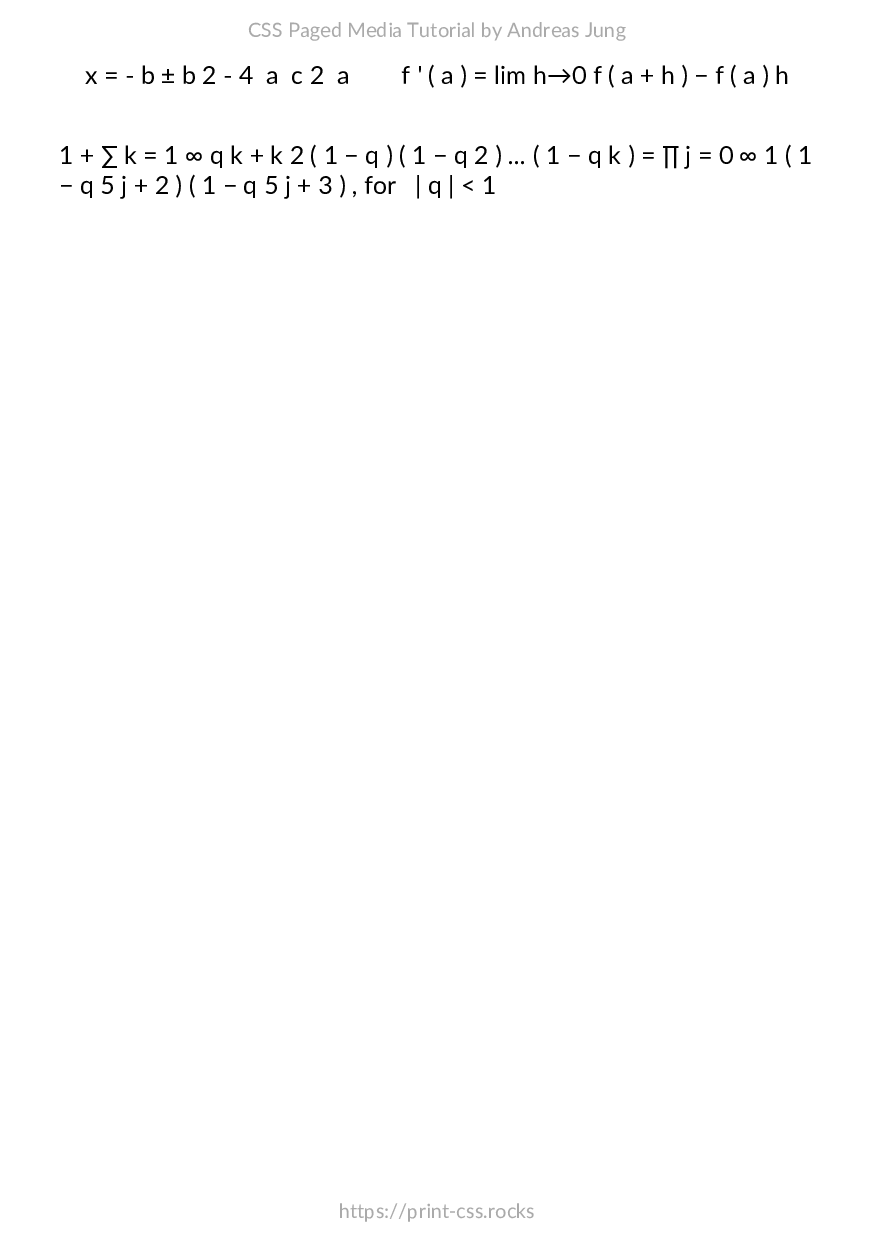 CSS Paged Media Tutorial by Andreas Jung
x = - b ± b 2 - 4 a c 2 a f ' ( a ) = lim h→0 f ( a + h ) − f ( a ) h
1 + ∑ k = 1 ∞ q k + k 2 ( 1 − q ) ( 1 − q 2 ) … ( 1 − q k ) = ∏ j = 0 ∞ 1 ( 1
− q 5 j + 2 ) ( 1 − q 5 j + 3 ) , for | q | < 1
https://print-css.rocks